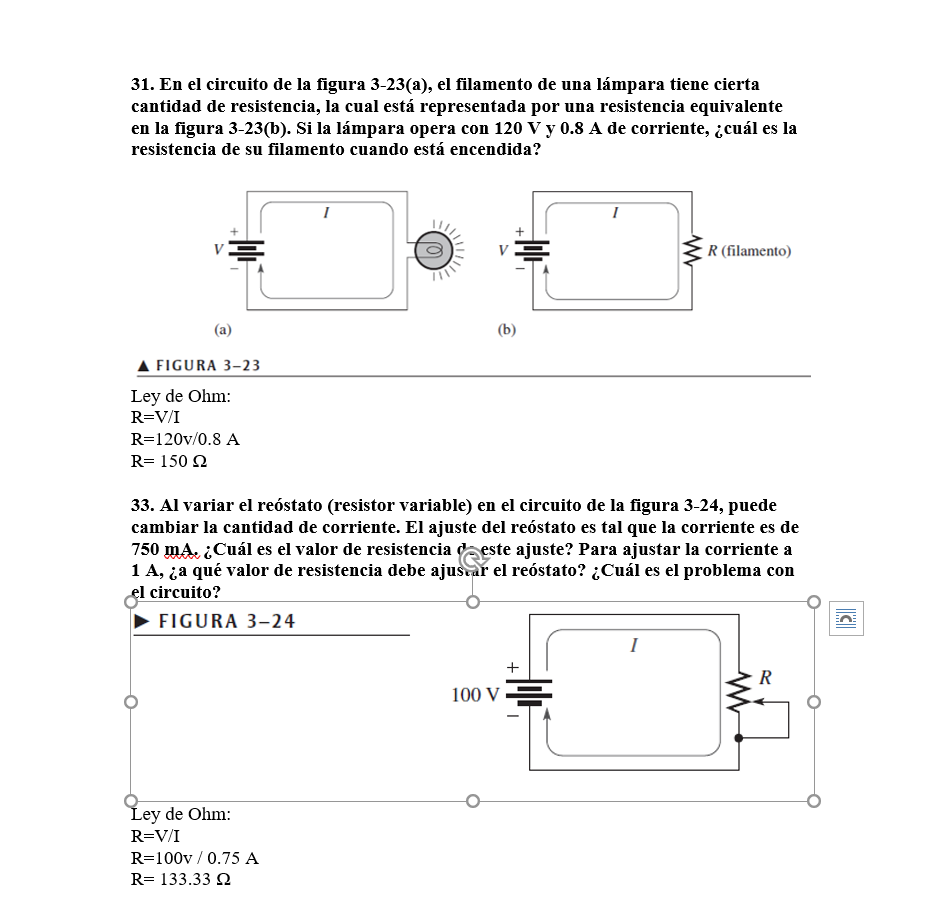 31. En el circuito de la figura 3-23(a), el filamento de una lámpara tiene cierta
cantidad de resistencia, la cual está representada por una resistencia equivalente
en la figura 3-23(b). Si la lámpara opera con 120 V y 0.8 A de corriente, ¿cuál es la
resistencia de su filamento cuando está encendida?
I
+
V
−
I
+
V
−
R (filamento)
(a)
(b)
▲ FIGURA 3–23
Ley de Ohm:
R=V/I
R=120v/0.8 A
R= 150 Ω
33. Al variar el reóstato (resistor variable) en el circuito de la figura 3-24, puede
cambiar la cantidad de corriente. El ajuste del reóstato es tal que la corriente es de
750 mA. ¿Cuál es el valor de resistencia de este ajuste? Para ajustar la corriente a
1 A, ¿a qué valor de resistencia debe ajustar el reóstato? ¿Cuál es el problema con
el circuito?
▶ FIGURA 3–24
I
+
100 V
−
R
Ley de Ohm:
R=V/I
R=100v / 0.75 A
R= 133.33 Ω